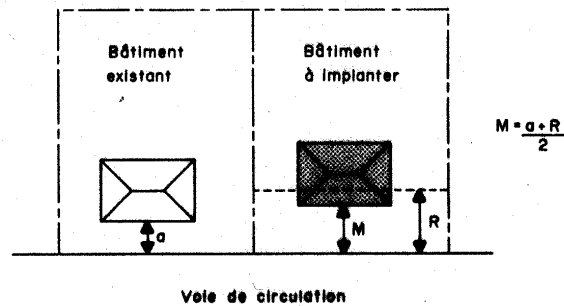 Bâtiment
existant
Bâtiment
à implanter
M = a + R
2
a
M
R
Voie de circulation